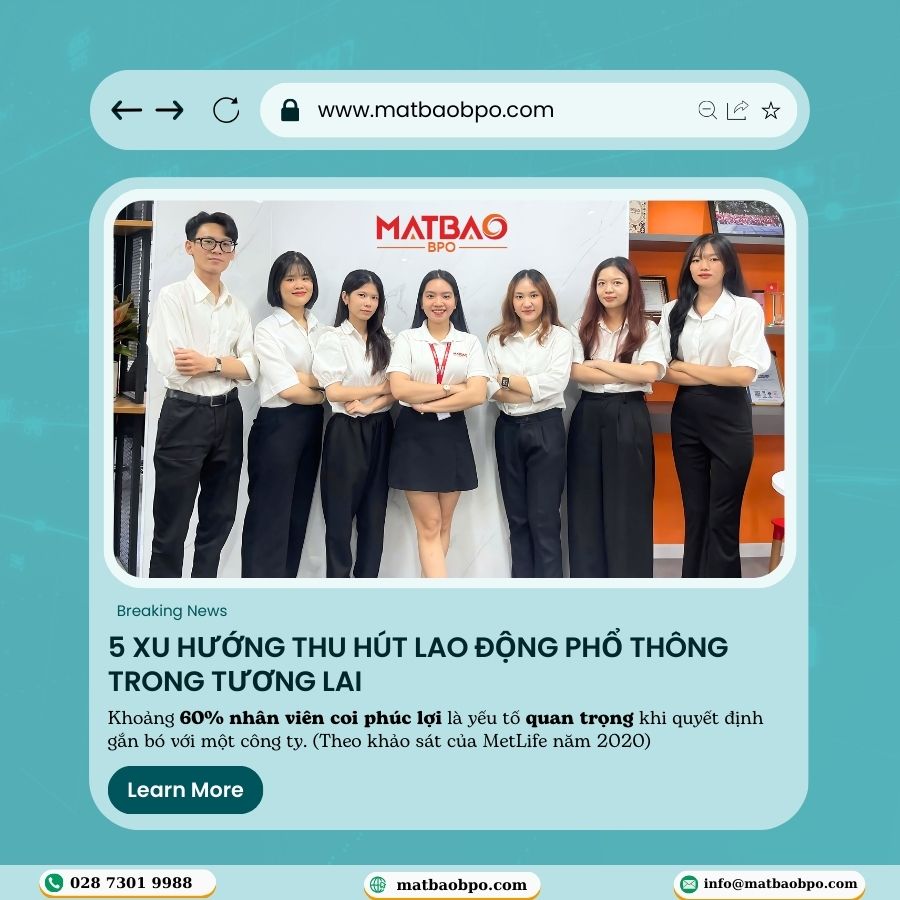 www.matbaobpo.com
MATBAO
BPO
MATBAO
Breaking News
5 XU HƯỚNG THU HÚT LAO ĐỘNG PHỔ THÔNG
TRONG TƯƠNG LAI
Khoảng 60% nhân viên coi phúc lợi là yếu tố quan trọng khi quyết định
gắn bó với một công ty. (Theo khảo sát của MetLife năm 2020)
Learn More
028 7301 9988
matbaobpo.com
info@matbaobpo.com